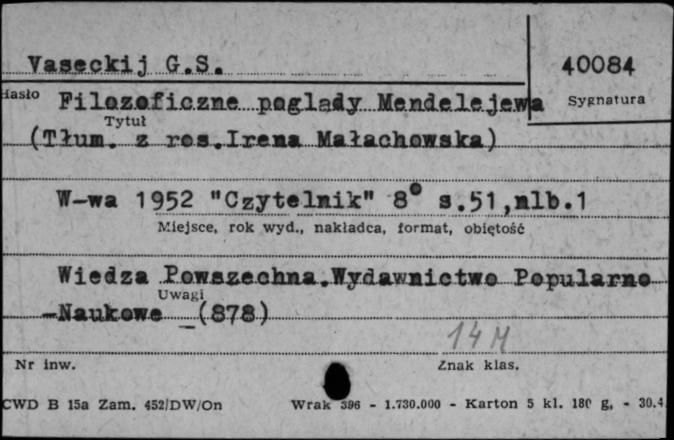 Vaseckij G.S.
40084
Hasło
Sygnatura
Filozoficzne poglądy Mendelejewa
Tytuł
(Tłum. z ros.Irena Małachowska)
W-wa 1952 "Czytelnik" 8° s.51,nlb.1
Miejsce, rok wyd., nakładca, format, objętość
Wiedza Powszechna.Wydawnictwo Popularno
Uwagi
-Naukowe _(878)
14 M
Nr inw.
Znak klas.
CWD B 15a Zam. 452/DW/On
Wrak 396 - 1.730.000 - Karton 5 kl. 180 g. - 30.4.